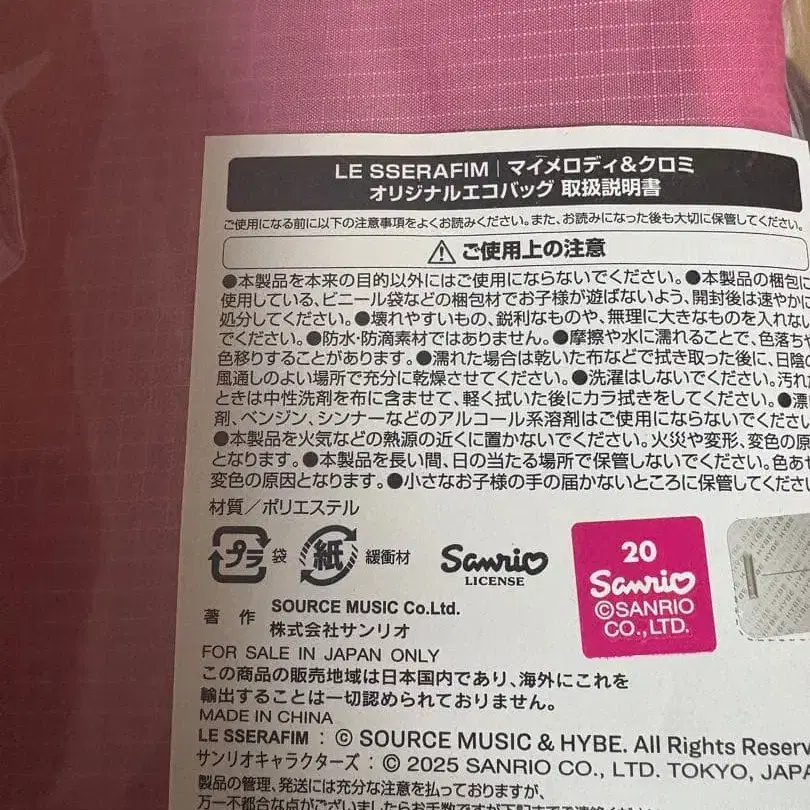 LE SSERAFIM | マイメロディ&クロミ
オリジナルエコバッグ 取扱説明書
ご使用になる前に以下の注意事項をよくお読みください。また、お読みになった後も大切に保管してください。
⚠ ご使用上の注意
●本製品を本来の目的以外にはご使用にならないでください。●本製品の梱包に
使用している、ビニール袋などの梱包材でお子様が遊ばないよう、開封後は速やかに
処分してください。●壊れやすいもの、鋭利なものや、無理に大きなものを入れない
でください。●防水・防滴素材ではありません。●摩擦や水に濡れることで、色落ちや
色移りすることがあります。●濡れた場合は乾いた布などで拭き取った後に、日陰の
風通しのよい場所で充分に乾燥させてください。●洗濯はしないでください。汚れた
ときは中性洗剤を布に含ませて、軽く拭いた後にカラ拭きをしてください。●漂
剤、ベンジン、シンナーなどのアルコール系溶剤はご使用にならないでください
●本製品を火気などの熱源の近くに置かないでください。火災や変形、変色の原
となります。●本製品を長い間、日の当たる場所で保管しないでください。色あ
変色の原因となります。●小さなお子様の手の届かないところに保管してくださ
材質／ポリエステル
プラ 袋 紙 緩衝材
Sanrio
LICENSE
20
Sanrio
©SANRIO
CO., LTD.
著 作 SOURCE MUSIC Co.Ltd.
株式会社サンリオ
FOR SALE IN JAPAN ONLY
この商品の販売地域は日本国内であり、海外にこれを
輸出することは一切認められておりません。
MADE IN CHINA
LE SSERAFIM : © SOURCE MUSIC & HYBE. All Rights Reserv
サンリオキャラクターズ : © 2025 SANRIO CO., LTD. TOKYO, JAPA
製品の管理、発送には充分な注意を払っておりますが、
万一不都合な点がございましたらお手数ですが下記までご連絡くだ